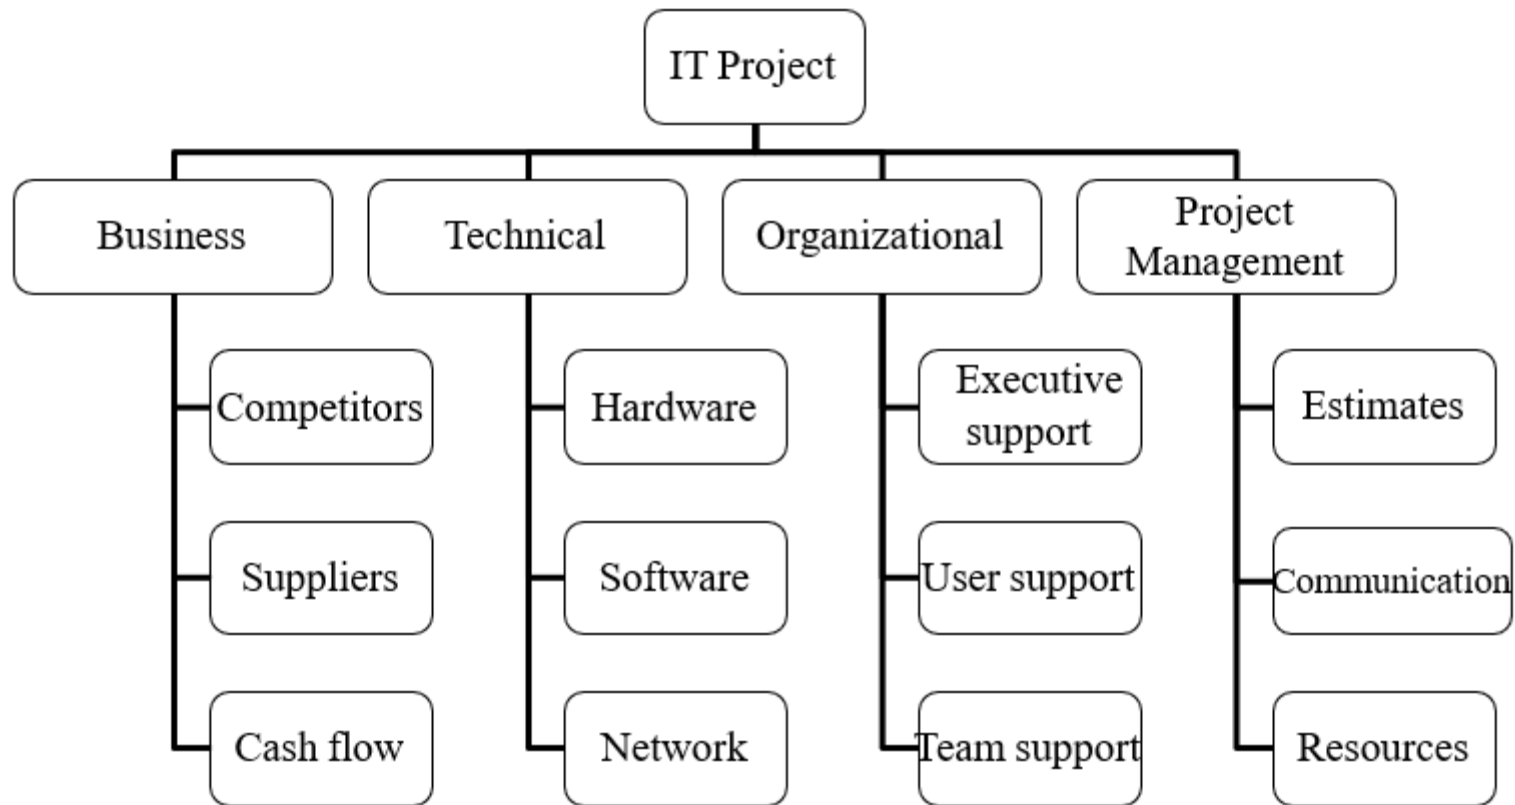 IT Project
Business
Technical
Organizational
Project
Management
Competitors
Hardware
Executive
support
Estimates
Suppliers
Software
User support
Communication
Cash flow
Network
Team support
Resources